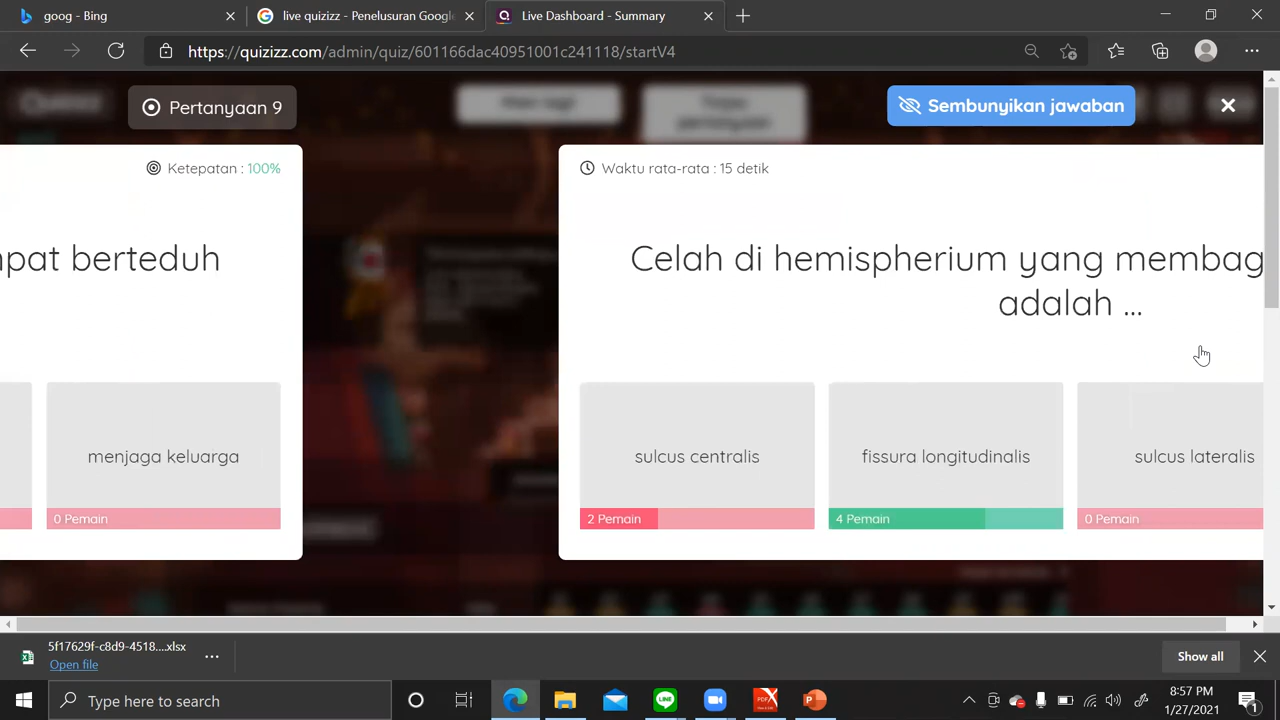 goog - Bing
live quizizz - Penelusuran Google
Live Dashboard - Summary
https://quizizz.com/admin/quiz/601166dac40951001c241118/startV4
Pertanyaan 9
Sembunyikan jawaban
Ketepatan : 100%
pat berteduh
menjaga keluarga
0 Pemain
Waktu rata-rata : 15 detik
Celah di hemispherium yang membag
adalah ...
sulcus centralis
fissura longitudinalis
sulcus lateralis
2 Pemain
4 Pemain
0 Pemain
5f17629f-c8d9-4518....xlsx
Open file
Show all
Type here to search
8:57 PM
1/27/2021